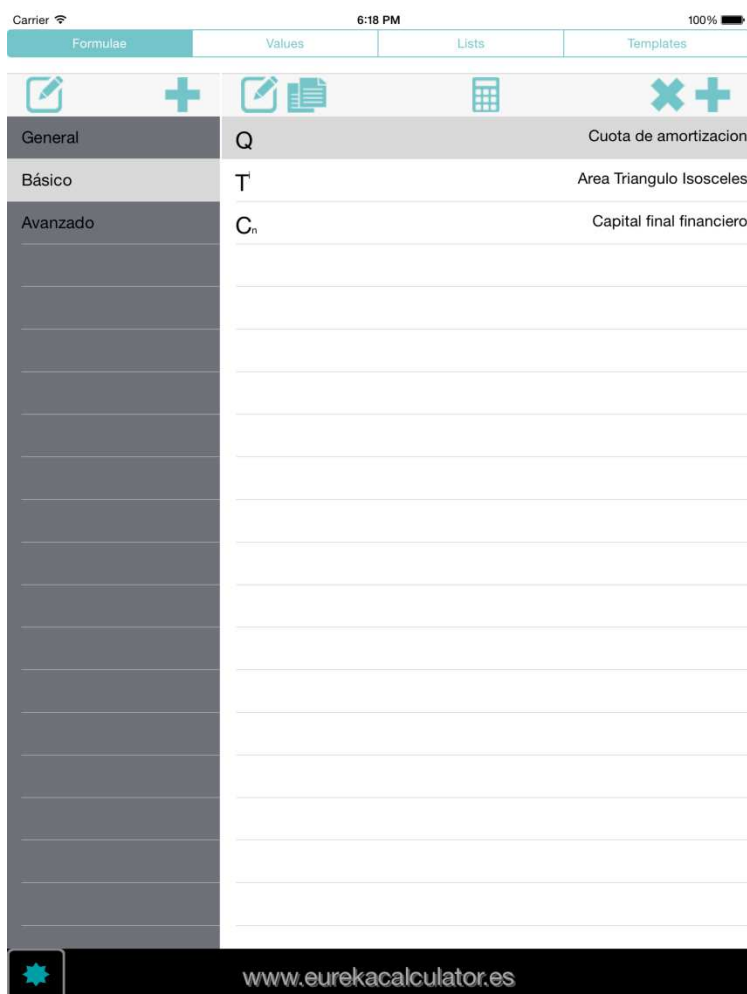 Carrier 6:18 PM 100%
Formulae Values Lists Templates
General
Básico
Avanzado
Q Cuota de amortizacion
Tⁱ Area Triangulo Isosceles
Cₙ Capital final financiero
www.eurekacalculator.es